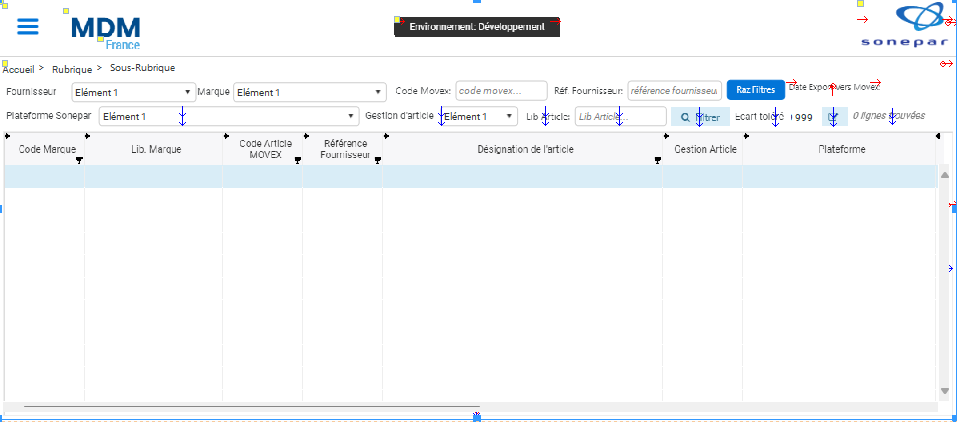 MDM
France
Environnement: Développement
sonepar
Accueil > Rubrique > Sous-Rubrique
Fournisseur Elément 1 Marque Elément 1 Code Movex: code movex... Réf. Fournisseur: référence fournisseu Raz Filtres Date Export vers Movex
Plateforme Sonepar Elément 1 Gestion d'article Elément 1 Lib Article: Lib Article... Filtrer Ecart toléré 0 lignes trouvées
Code Marque Lib. Marque Code Article MOVEX Référence Fournisseur Désignation de l'article Gestion Article Plateforme